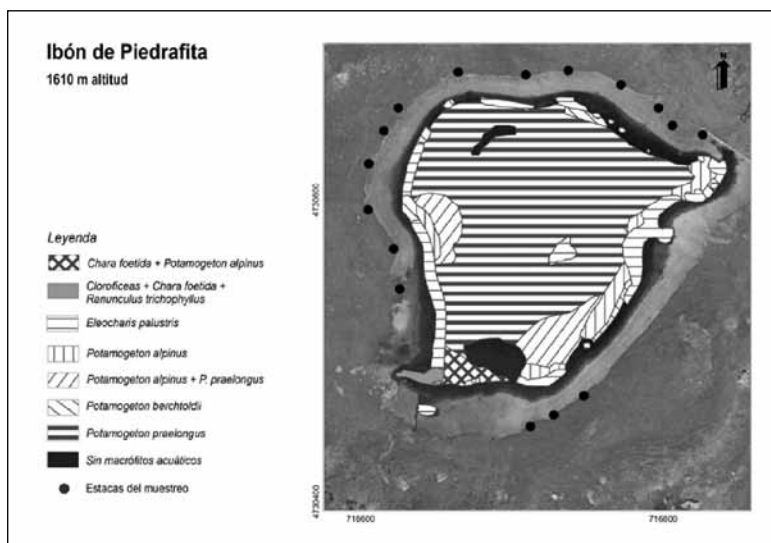 Ibón de Piedrafita
1610 m altitud
N
4730600
Leyenda
Chara foetida + Potamogeton alpinus
Cloroficeas + Chara foetida +
Ranunculus trichophyllus
Eleocharis palustris
Potamogeton alpinus
Potamogeton alpinus + P. praelongus
Potamogeton berchtoldii
Potamogeton praelongus
Sin macrófitos acuáticos
Estacas del muestreo
4730400
716600
716800